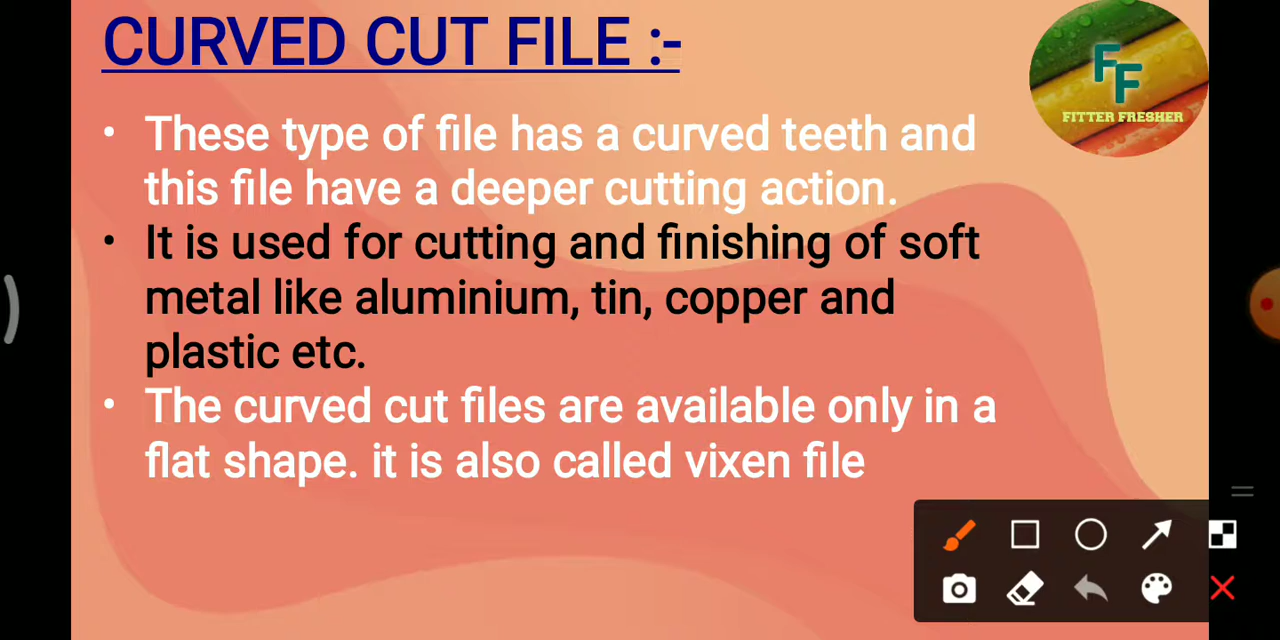 CURVED CUT FILE :-
FF
FITTER FRESHER
• These type of file has a curved teeth and
this file have a deeper cutting action.
• It is used for cutting and finishing of soft
metal like aluminium, tin, copper and
plastic etc.
• The curved cut files are available only in a
flat shape. it is also called vixen file